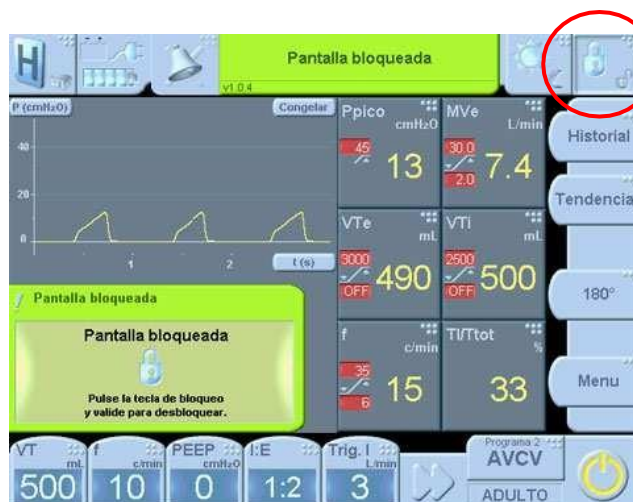 H
Pantalla bloqueada
v1.0.4
P (cmH2O)
Congelar
40
20
0
1
2
t (s)
Ppico
cmH2O
45
13
MVe
L/min
30.0
2.0
7.4
VTe
mL
3000
OFF
490
VTi
mL
2500
OFF
500
f
c/min
35
6
15
TI/Ttot
%
33
Historial
Tendencia
180°
Menu
Pantalla bloqueada
Pantalla bloqueada
Pulse la tecla de bloqueo
y valide para desbloquear.
VT
mL
500
f
c/min
10
PEEP
cmH2O
0
I:E
1:2
Trig. I
L/min
3
Programa 2
AVCV
ADULTO